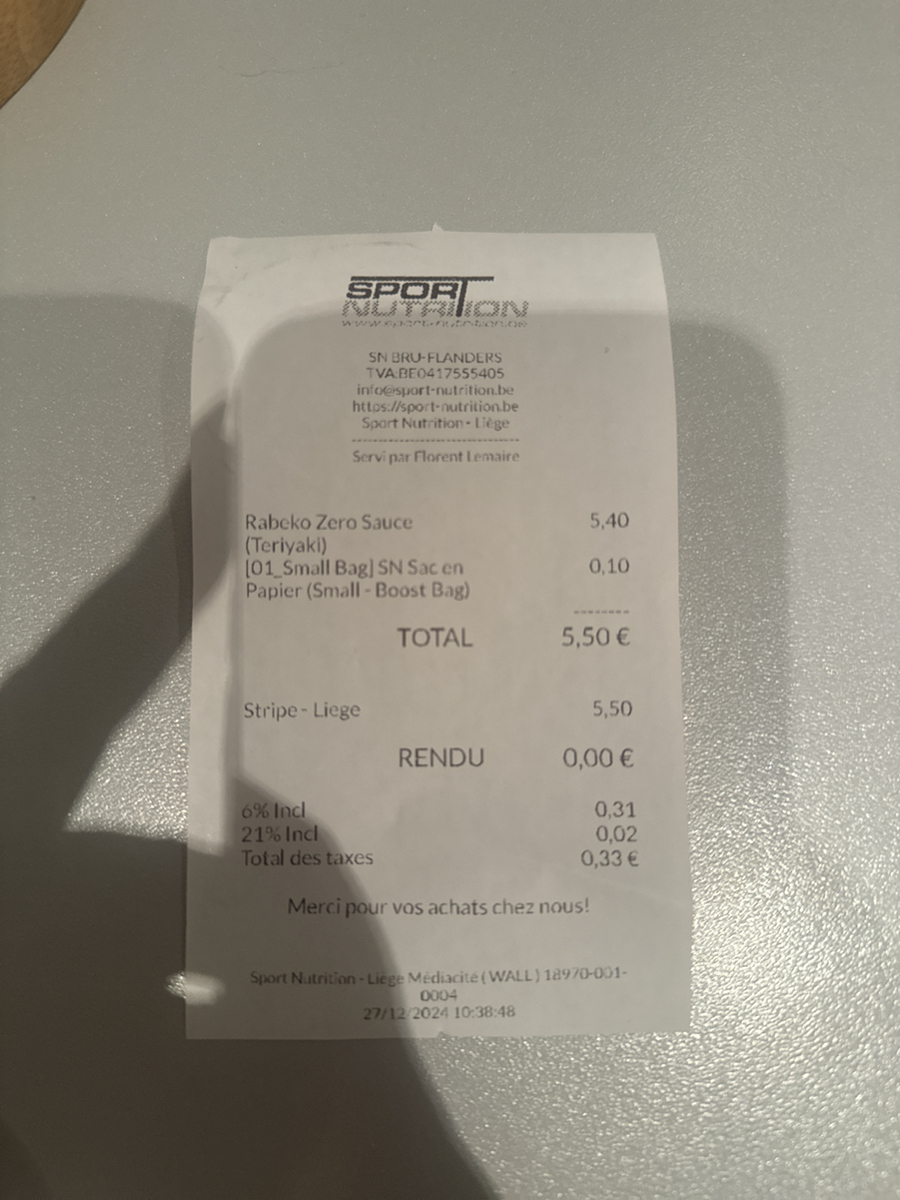 SPORT
NUTRITION
www.sport-nutrition.be
SN BRU-FLANDERS
TVA:BE0417555405
info@sport-nutrition.be
https://sport-nutrition.be
Sport Nutrition - Liège
--------------------------------
Servi par Florent Lemaire
Rabeko Zero Sauce 5,40
(Teriyaki)
[01_Small Bag] SN Sac en 0,10
Papier (Small - Boost Bag)
--------
TOTAL 5,50 €
Stripe - Liege 5,50
RENDU 0,00 €
6% Incl 0,31
21% Incl 0,02
Total des taxes 0,33 €
Merci pour vos achats chez nous!
Sport Nutrition - Liège Médiacité ( WALL ) 18970-001-
0004
27/12/2024 10:38:48